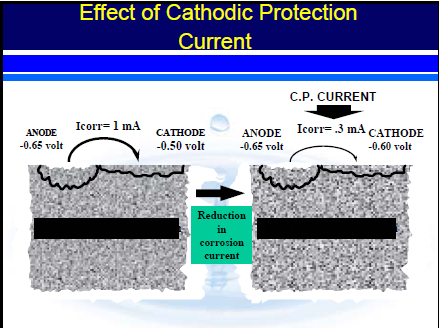 Effect of Cathodic Protection
Current
C.P. CURRENT
ANODE
-0.65 volt
Icorr= 1 mA
CATHODE
-0.50 volt
ANODE
-0.65 volt
Icorr= .3 mA
CATHODE
-0.60 volt
Reduction
in
corrosion
current